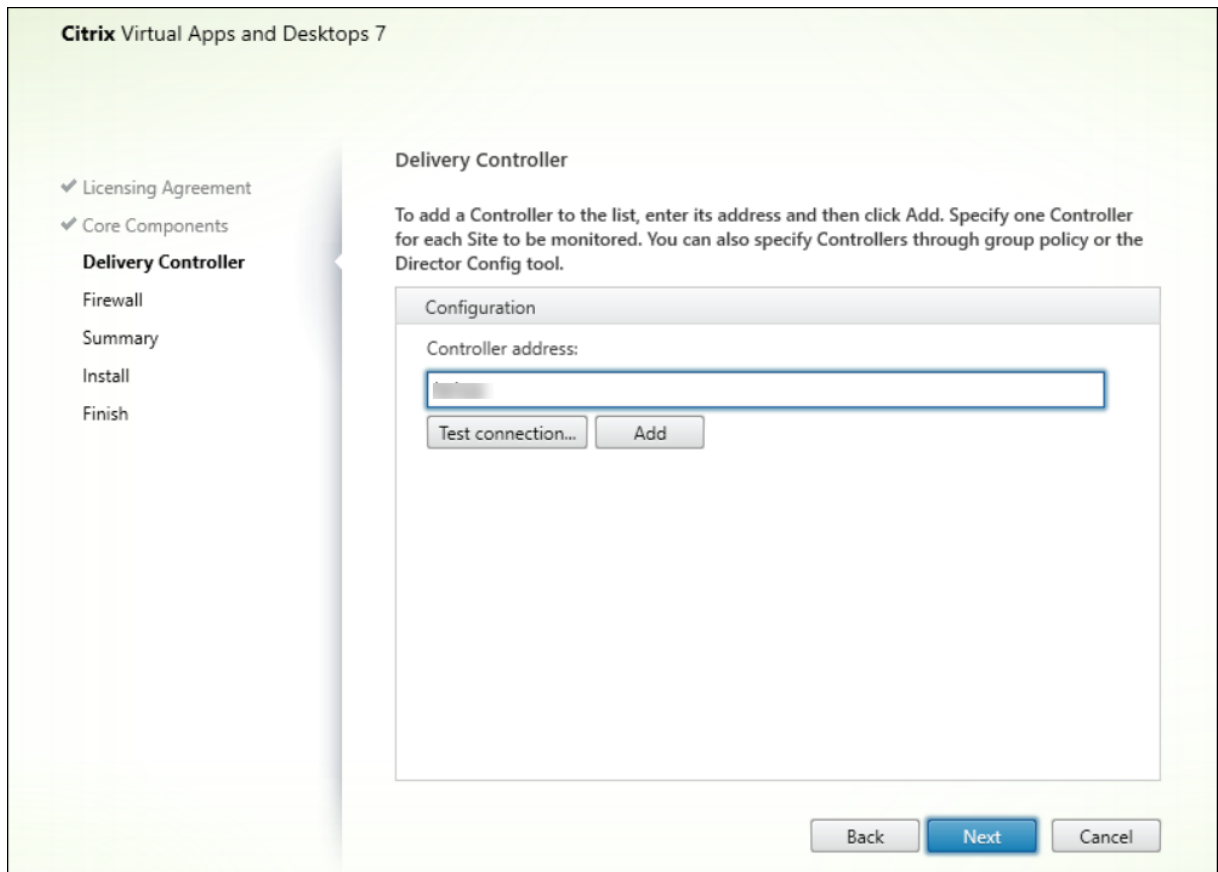 Citrix Virtual Apps and Desktops 7
✔ Licensing Agreement
✔ Core Components
Delivery Controller
Firewall
Summary
Install
Finish
Delivery Controller
To add a Controller to the list, enter its address and then click Add. Specify one Controller
for each Site to be monitored. You can also specify Controllers through group policy or the
Director Config tool.
Configuration
Controller address:
Test connection...
Add
Back
Next
Cancel